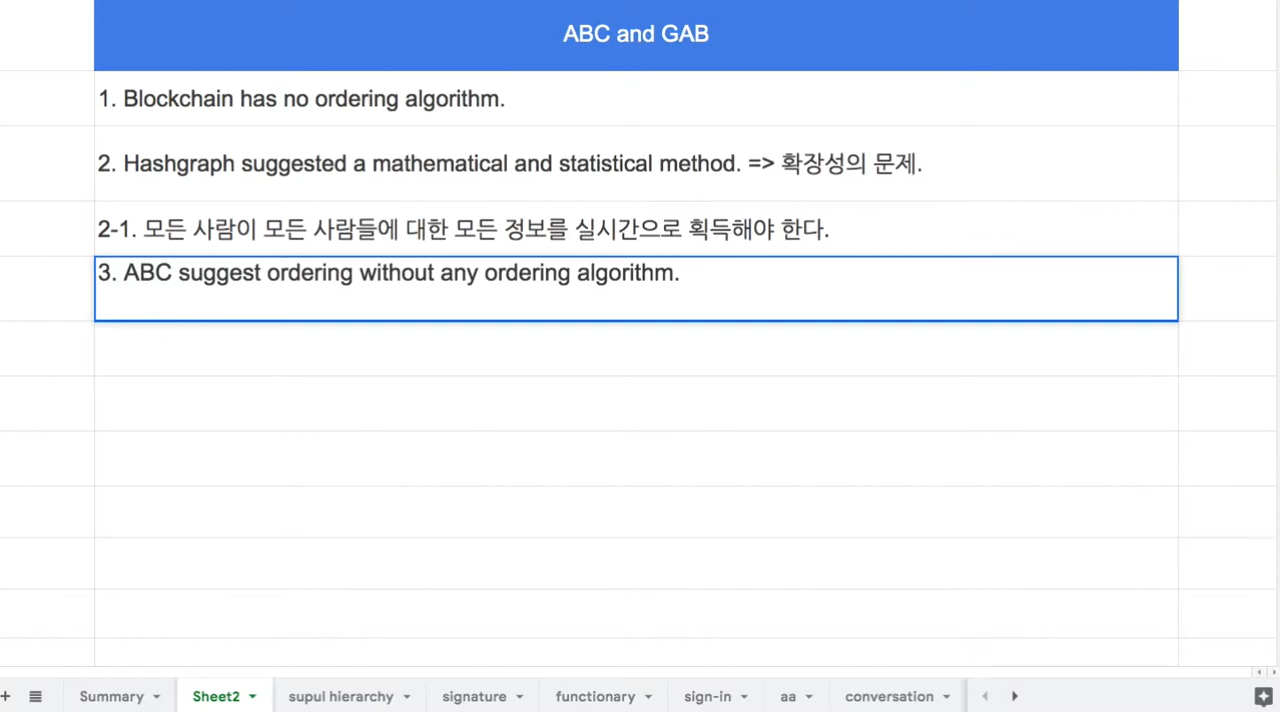 ABC and GAB
1. Blockchain has no ordering algorithm.
2. Hashgraph suggested a mathematical and statistical method. => 확장성의 문제.
2-1. 모든 사람이 모든 사람들에 대한 모든 정보를 실시간으로 획득해야 한다.
3. ABC suggest ordering without any ordering algorithm.
Summary Sheet2 supul hierarchy signature functionary sign-in aa conversation